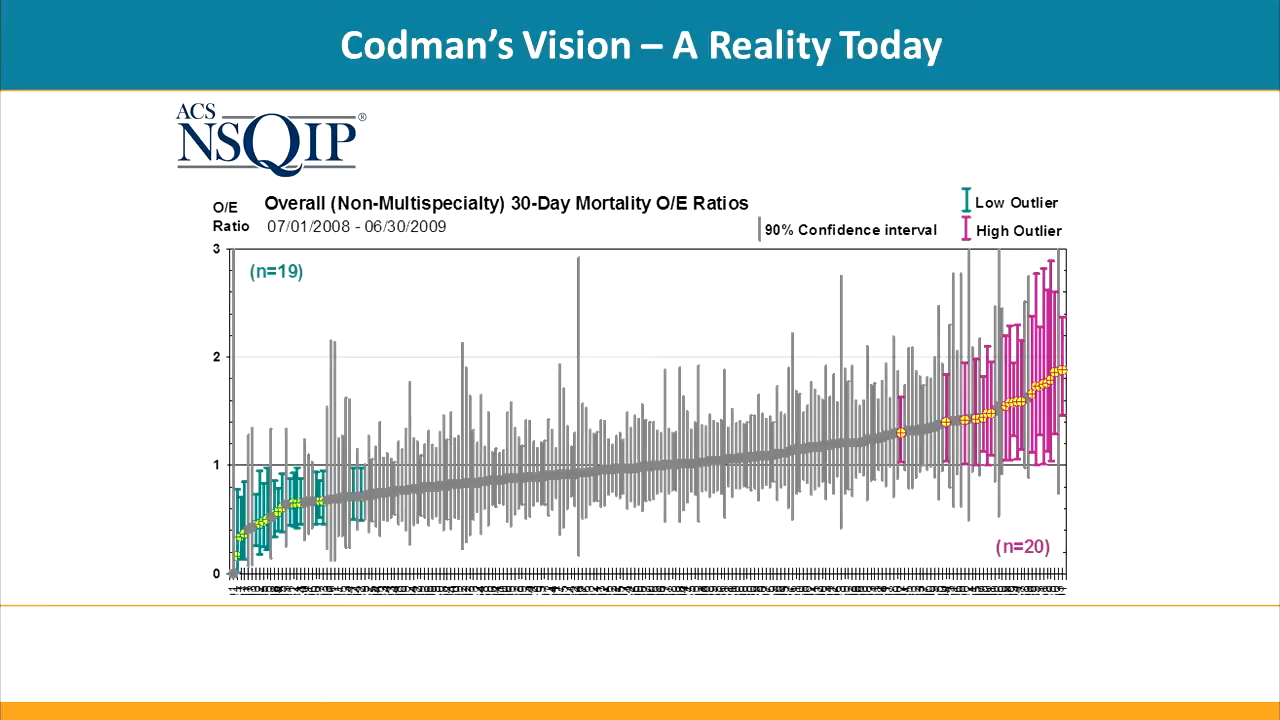 Codman's Vision – A Reality Today
ACS
NSQIP®
O/E
Ratio
Overall (Non-Multispecialty) 30-Day Mortality O/E Ratios
07/01/2008 - 06/30/2009
90% Confidence interval
Low Outlier
High Outlier
3
(n=19)
2
1
(n=20)
0